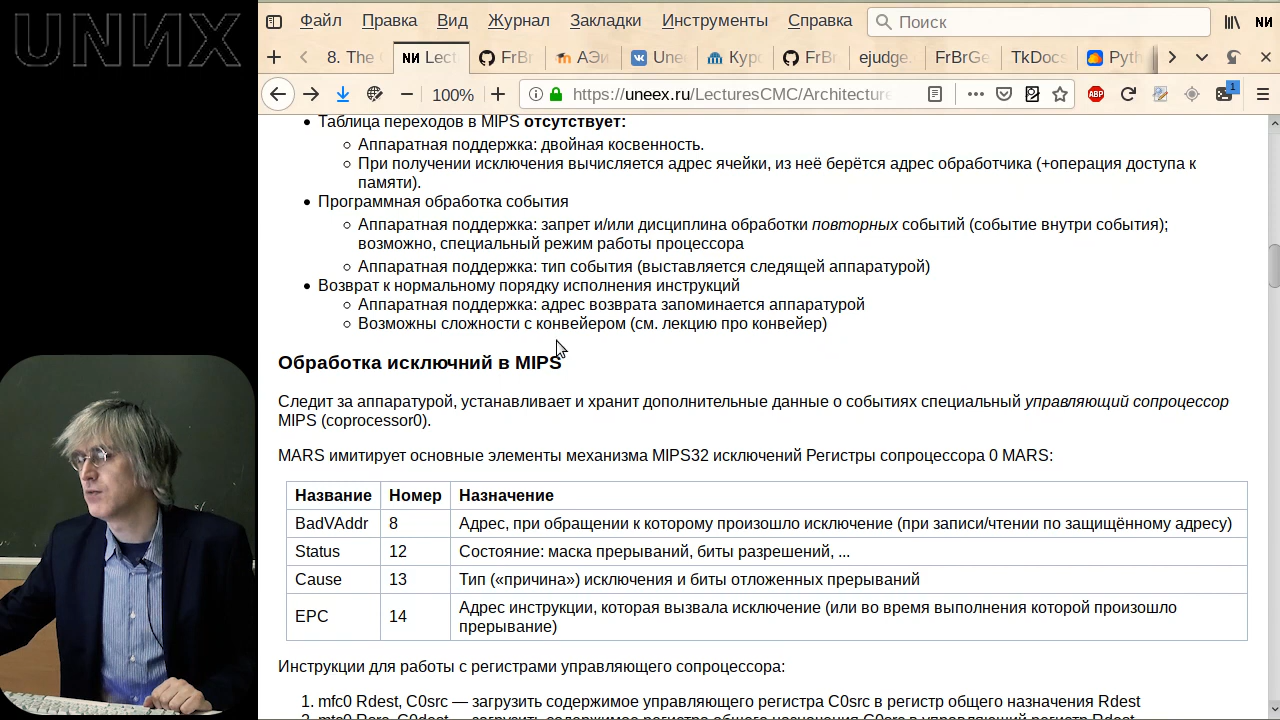 UNИX
Файл Правка Вид Журнал Закладки Инструменты Справка Поиск
8. The Lect FrBr АЭи Unee Курс FrBr ejudge. FrBrGe TkDocs Pyth
100% https://uneex.ru/LecturesCMC/Architecture ABP 1
Таблица переходов в MIPS отсутствует:
Аппаратная поддержка: двойная косвенность.
При получении исключения вычисляется адрес ячейки, из неё берётся адрес обработчика (+операция доступа к
памяти).
Программная обработка события
Аппаратная поддержка: запрет и/или дисциплина обработки повторных событий (событие внутри события);
возможно, специальный режим работы процессора
Аппаратная поддержка: тип события (выставляется следящей аппаратурой)
Возврат к нормальному порядку исполнения инструкций
Аппаратная поддержка: адрес возврата запоминается аппаратурой
Возможны сложности с конвейером (см. лекцию про конвейер)
Обработка исключний в MIPS
Следит за аппаратурой, устанавливает и хранит дополнительные данные о событиях специальный управляющий сопроцессор
MIPS (coprocessor0).
MARS имитирует основные элементы механизма MIPS32 исключений Регистры сопроцессора 0 MARS:
Название Номер Назначение
BadVAddr 8 Адрес, при обращении к которому произошло исключение (при записи/чтении по защищённому адресу)
Status 12 Состояние: маска прерываний, биты разрешений, ...
Cause 13 Тип («причина») исключения и биты отложенных прерываний
EPC 14 Адрес инструкции, которая вызвала исключение (или во время выполнения которой произошло
прерывание)
Инструкции для работы с регистрами управляющего сопроцессора:
1. mfc0 Rdest, C0src — загрузить содержимое управляющего регистра C0src в регистр общего назначения Rdest